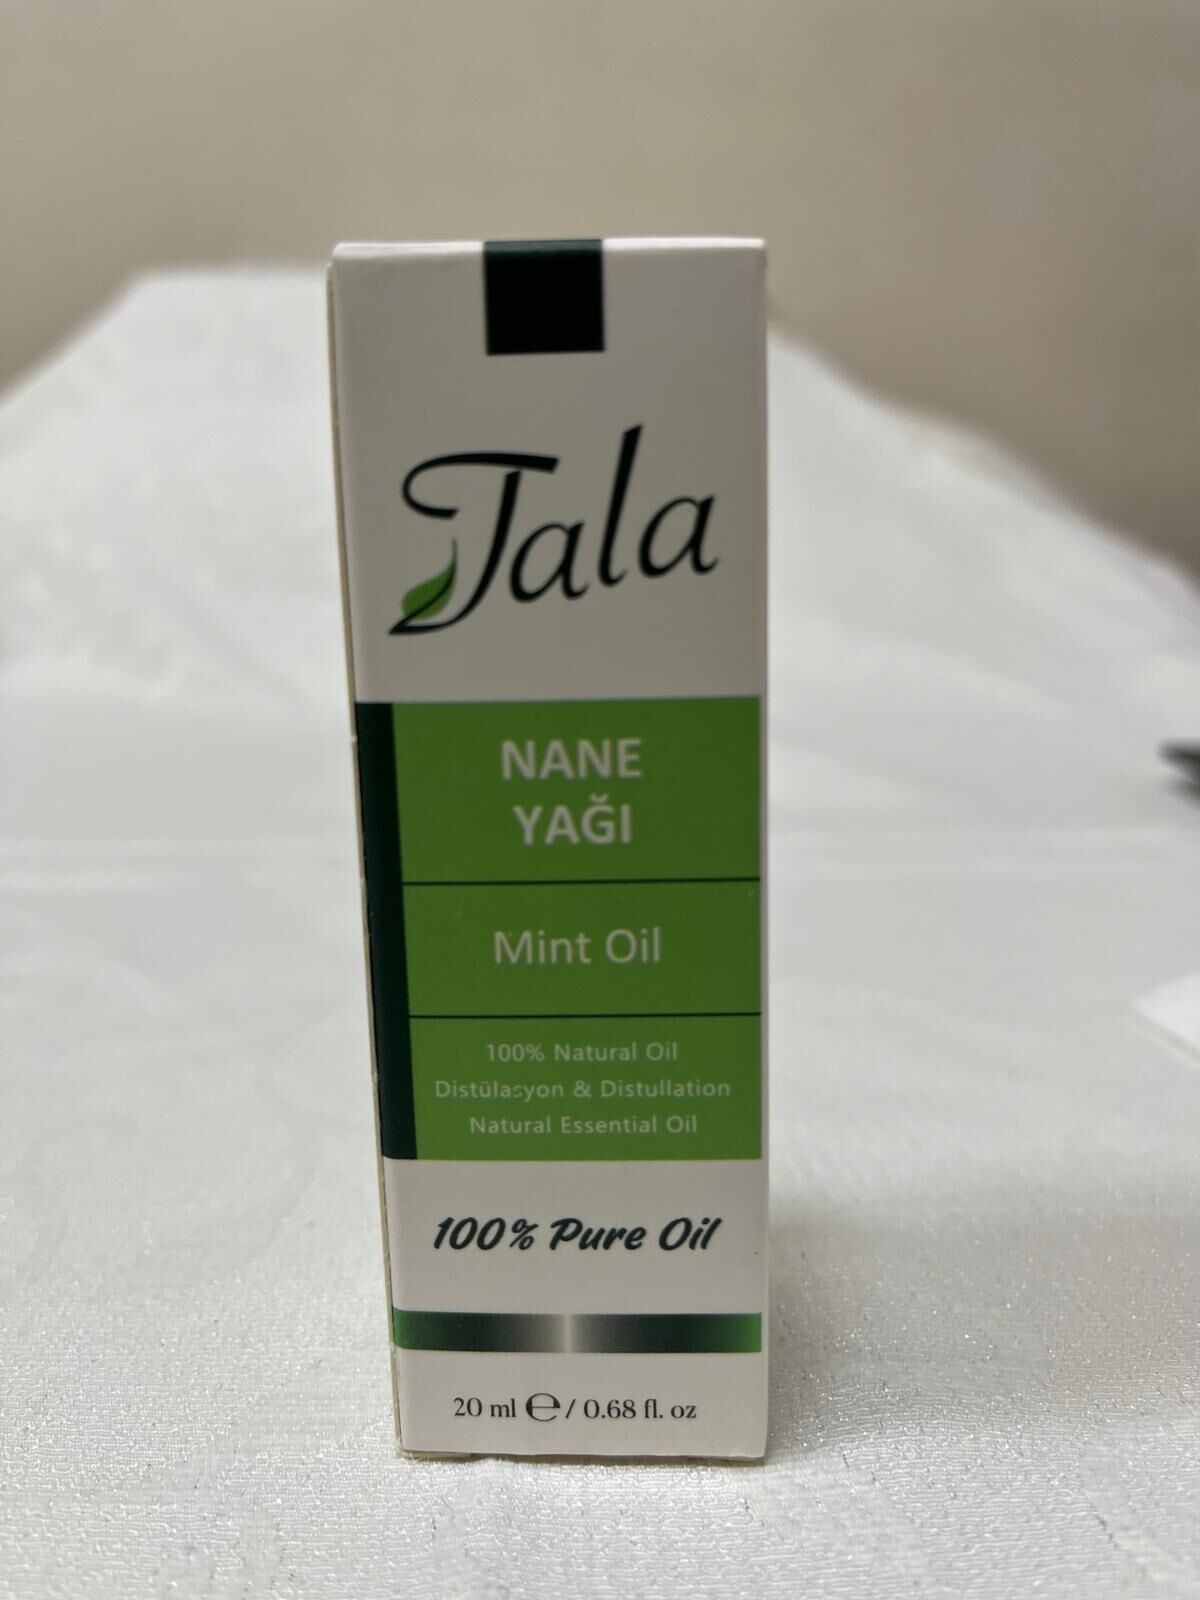 Tala
NANE
YAĞI
Mint Oil
100% Natural Oil
Distülasyon & Distullation
Natural Essential Oil
100% Pure Oil
20 ml ℮ / 0.68 fl. oz